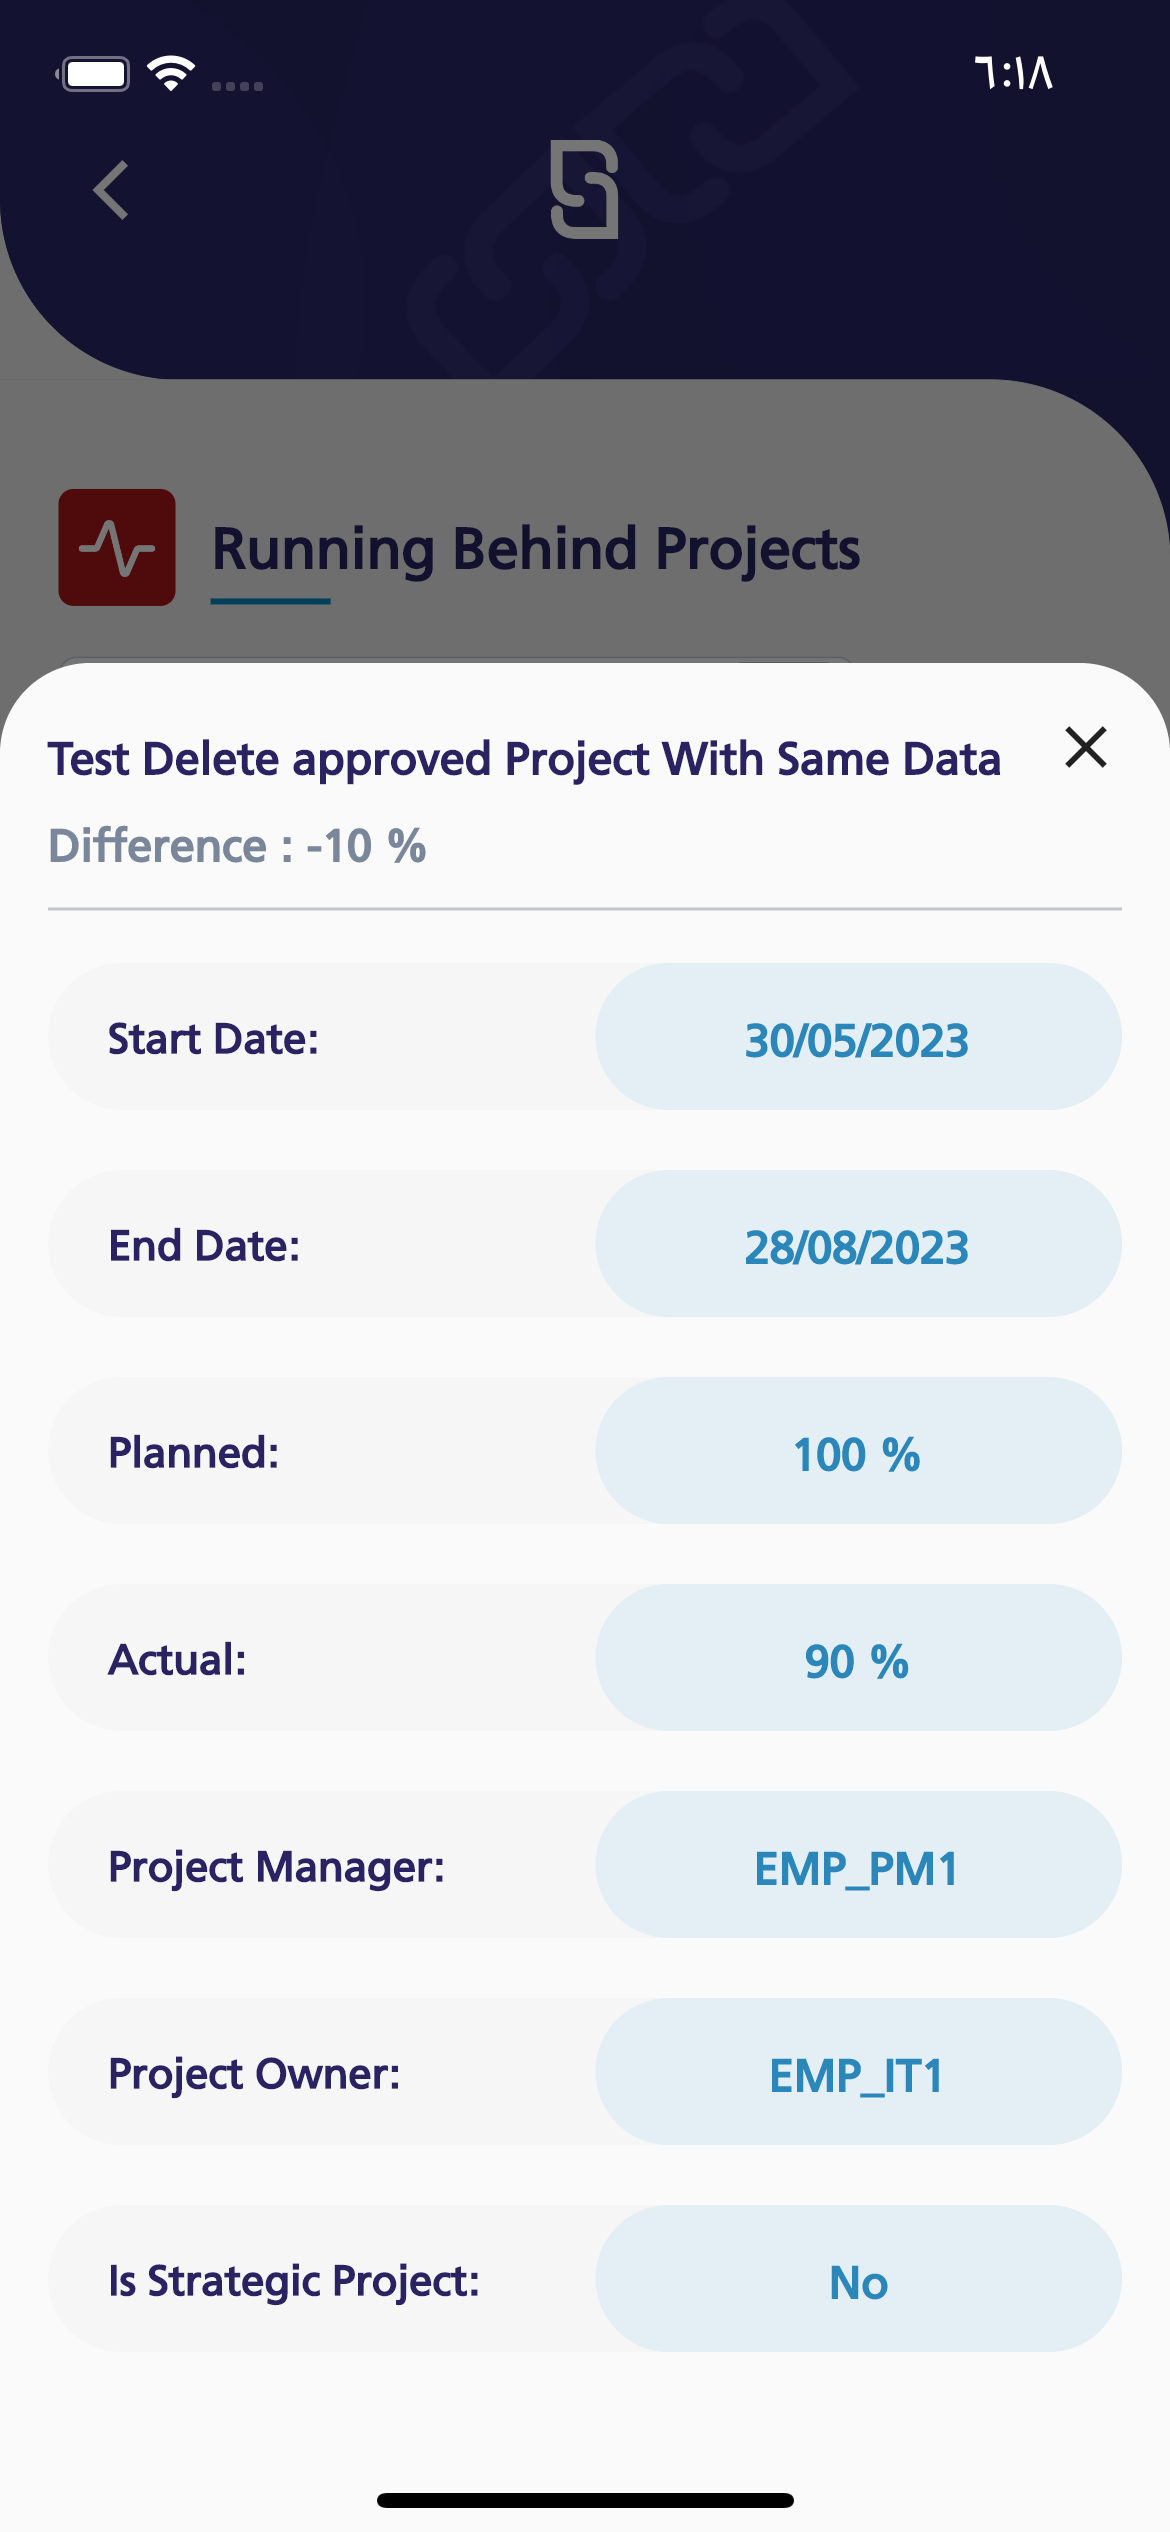 ٦:١٨
Running Behind Projects
Test Delete approved Project With Same Data
Difference : -10 %
Start Date:
30/05/2023
End Date:
28/08/2023
Planned:
100 %
Actual:
90 %
Project Manager:
EMP_PM1
Project Owner:
EMP_IT1
Is Strategic Project:
No